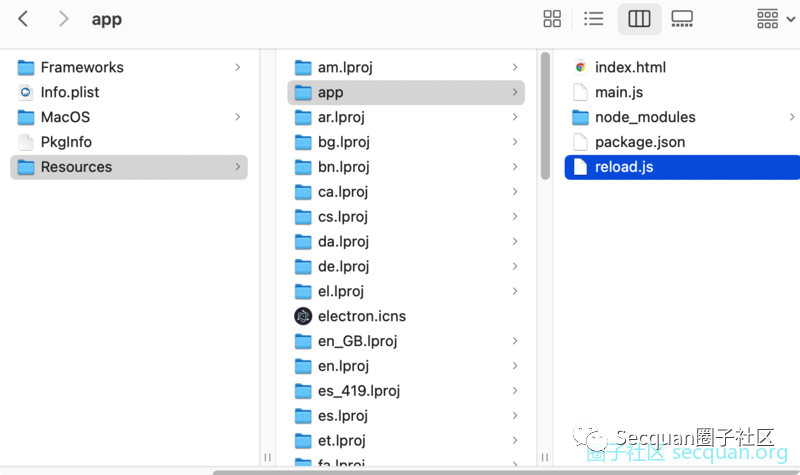 app
Frameworks
Info.plist
MacOS
PkgInfo
Resources
am.lproj
app
ar.lproj
bg.lproj
bn.lproj
ca.lproj
cs.lproj
da.lproj
de.lproj
el.lproj
electron.icns
en_GB.lproj
en.lproj
es_419.lproj
es.lproj
et.lproj
fa.lproj
index.html
main.js
node_modules
package.json
reload.js
Secquan圈子社区
圈子社区 secquan.org